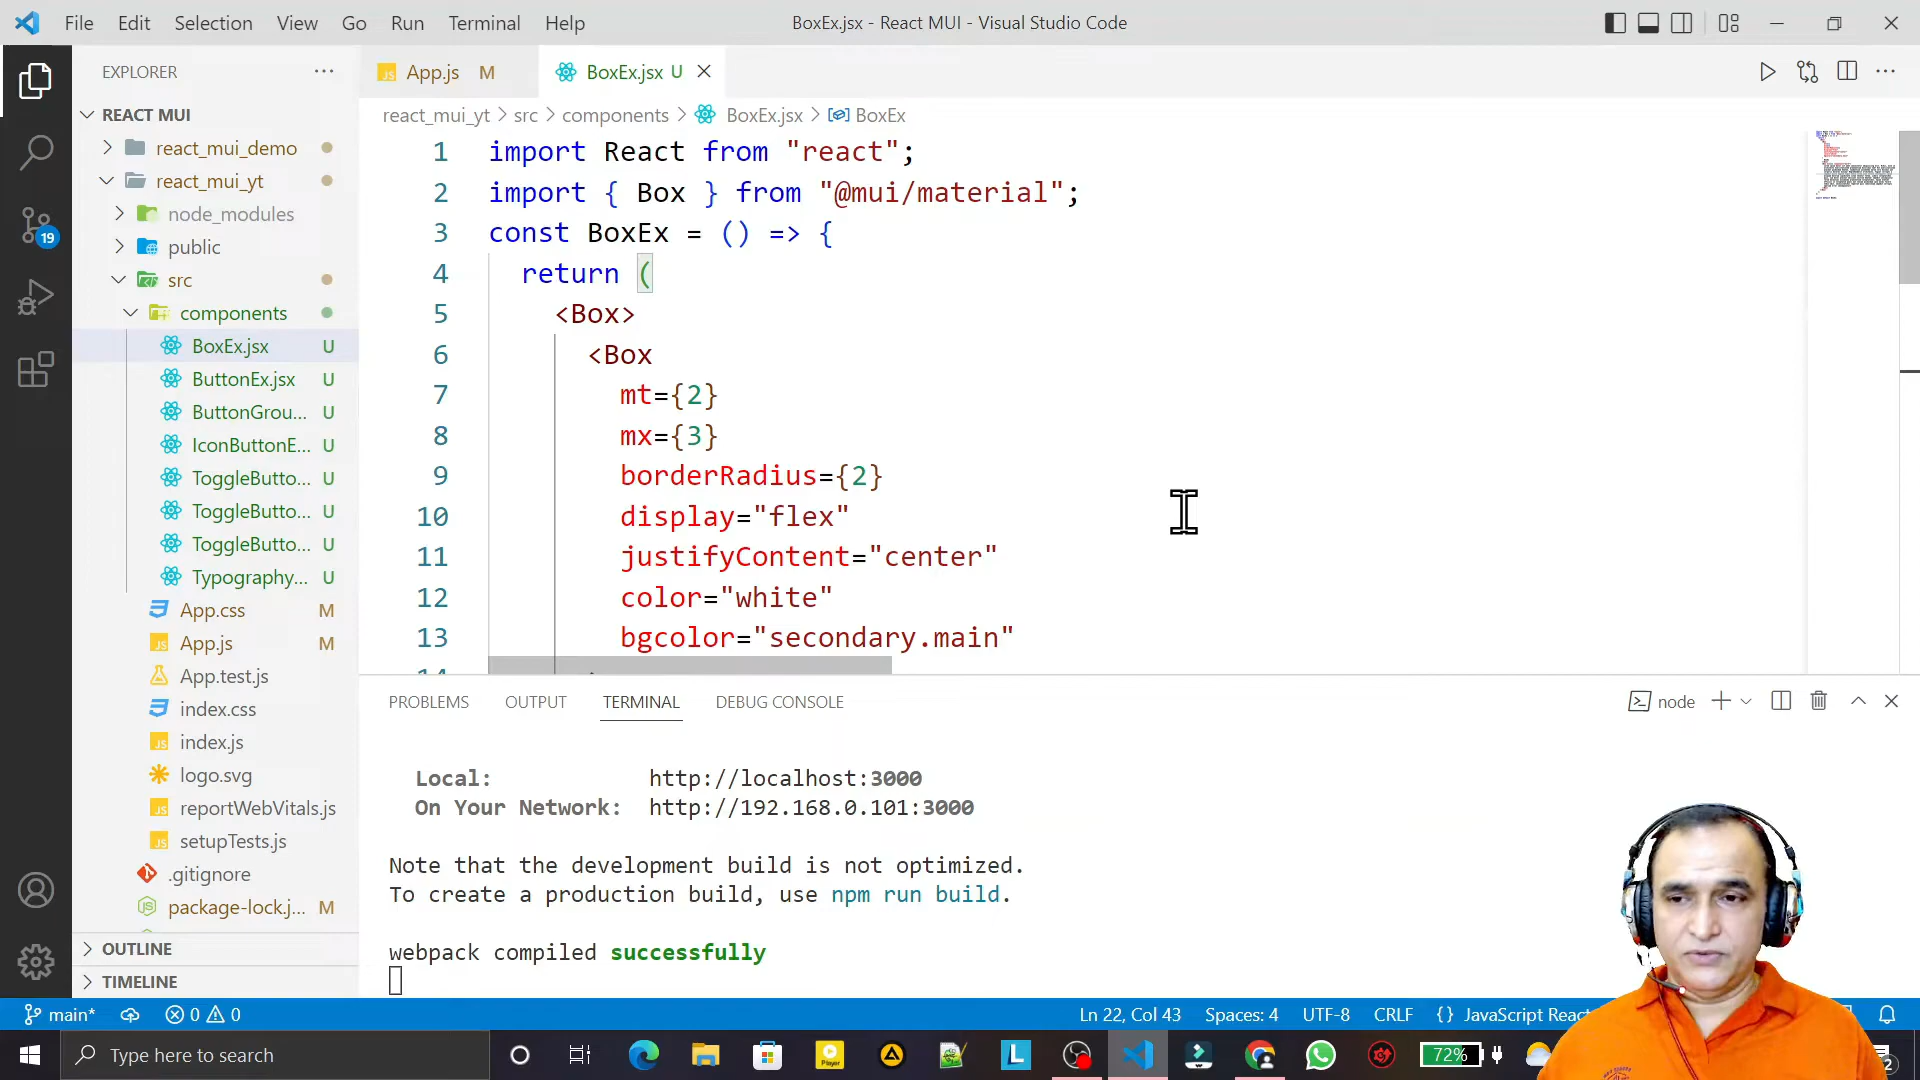 File Edit Selection View Go Run Terminal Help
BoxEx.jsx - React MUI - Visual Studio Code
EXPLORER
REACT MUI
react_mui_demo
react_mui_yt
node_modules
public
src
components
BoxEx.jsx U
ButtonEx.jsx U
ButtonGrou... U
IconButtonE... U
ToggleButto... U
ToggleButto... U
ToggleButto... U
Typography... U
App.css M
App.js M
App.test.js
index.css
index.js
logo.svg
reportWebVitals.js
setupTests.js
.gitignore
package-lock.j... M
OUTLINE
TIMELINE
19
App.js M
BoxEx.jsx U
react_mui_yt > src > components > BoxEx.jsx > BoxEx
1 import React from "react";
2 import { Box } from "@mui/material";
3 const BoxEx = () => {
4 return (
5 <Box>
6 <Box
7 mt={2}
8 mx={3}
9 borderRadius={2}
10 display="flex"
11 justifyContent="center"
12 color="white"
13 bgcolor="secondary.main"
PROBLEMS OUTPUT TERMINAL DEBUG CONSOLE
node
Local: http://localhost:3000
On Your Network: http://192.168.0.101:3000
Note that the development build is not optimized.
To create a production build, use npm run build.
webpack compiled successfully
main* 0 0
Ln 22, Col 43 Spaces: 4 UTF-8 CRLF {} JavaScript React
Type here to search
Player
L
72%
2